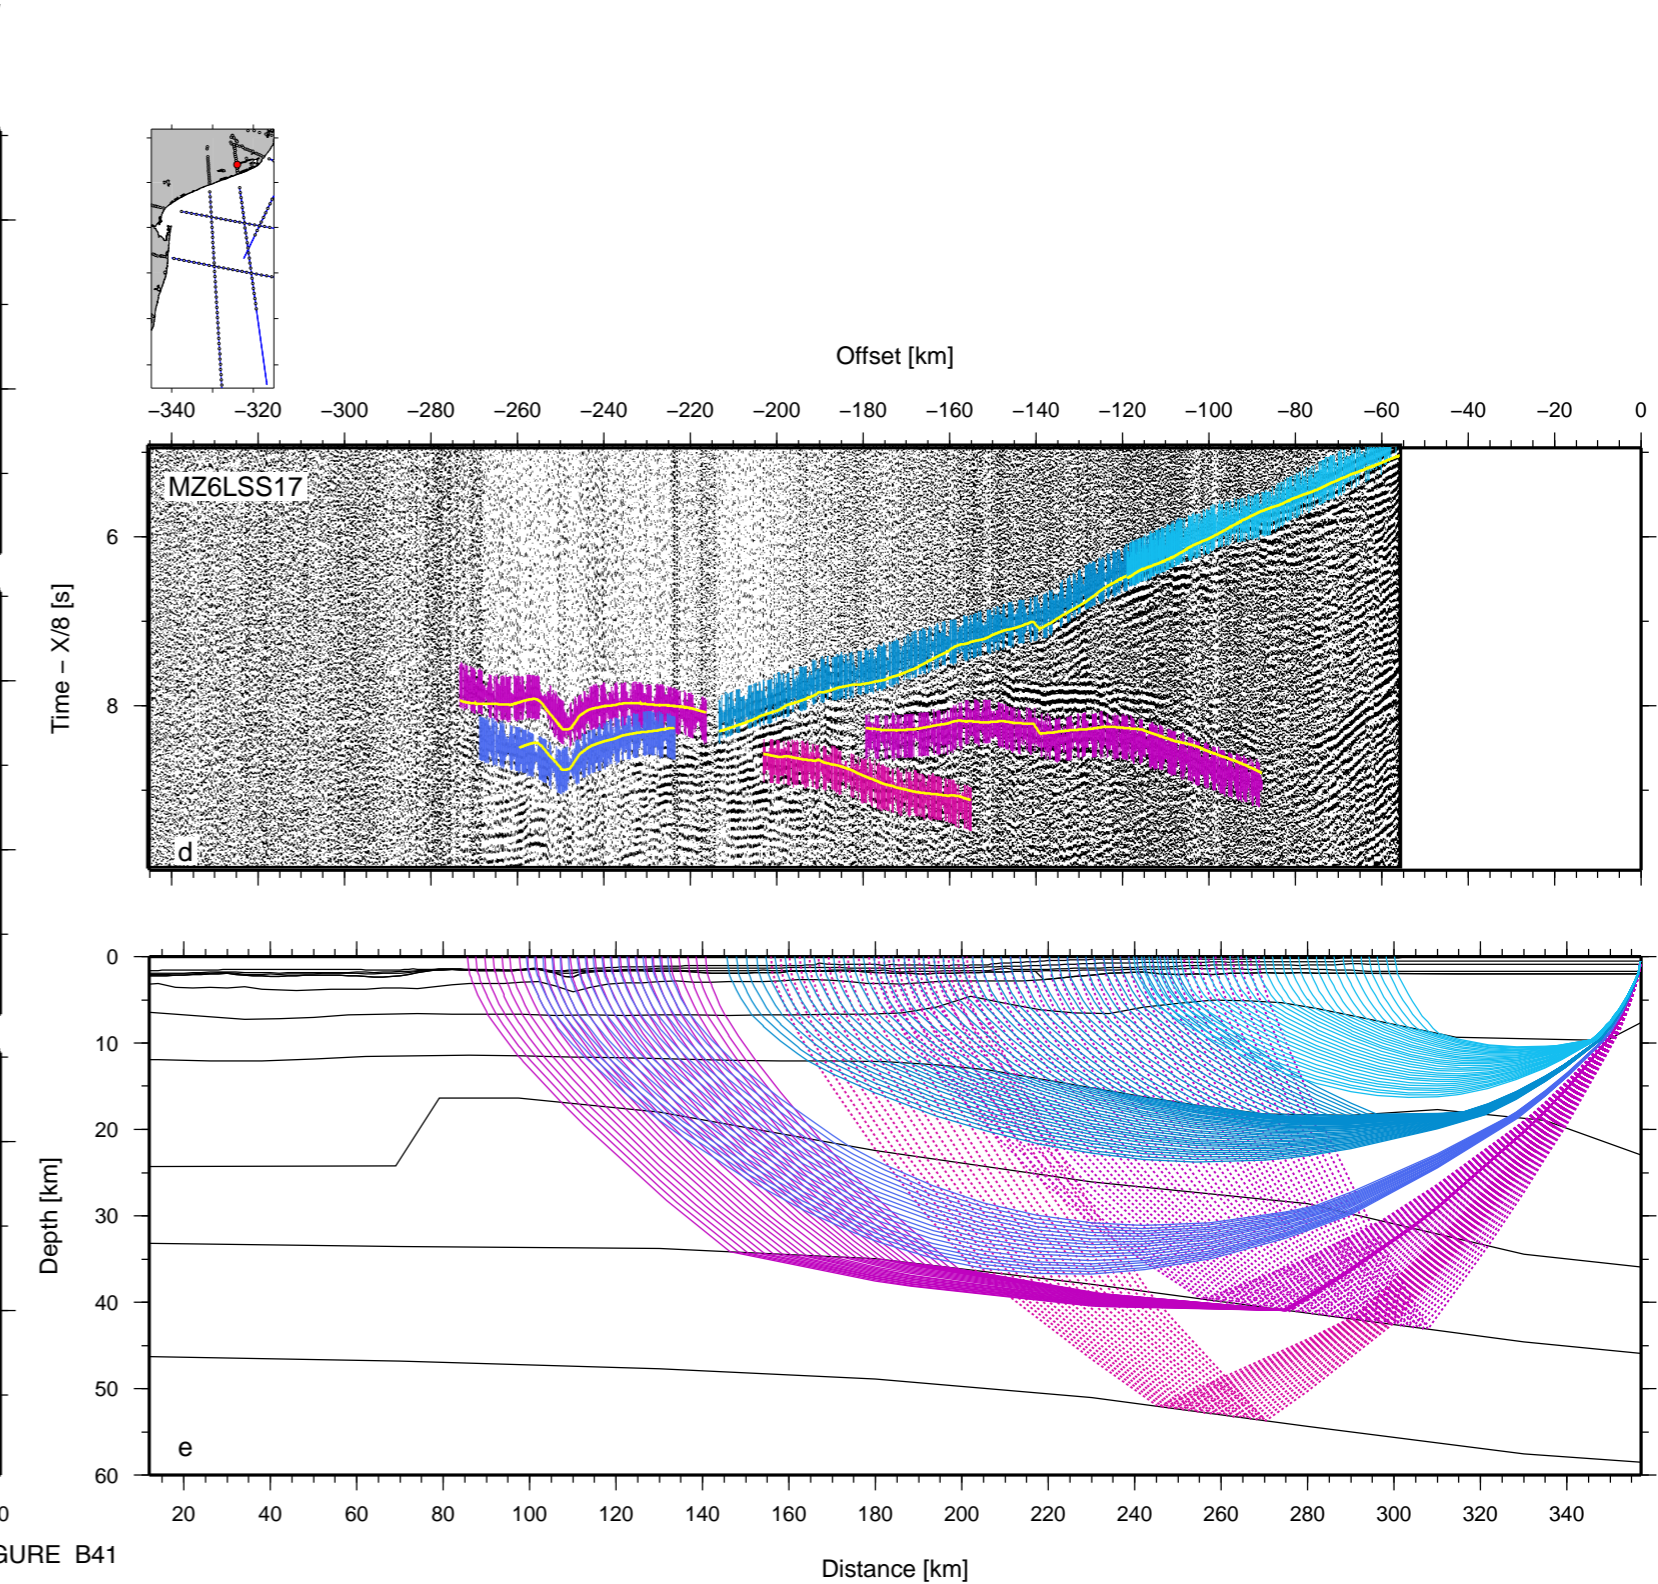 Offset [km]
−340 −320 −300 −280 −260 −240 −220 −200 −180 −160 −140 −120 −100 −80 −60 −40 −20 0
MZ6LSS17
6
8
Time − X/8 [s]
d
0
10
20
30
40
50
60
Depth [km]
e
20 40 60 80 100 120 140 160 180 200 220 240 260 280 300 320 340
Distance [km]
0
GURE B41